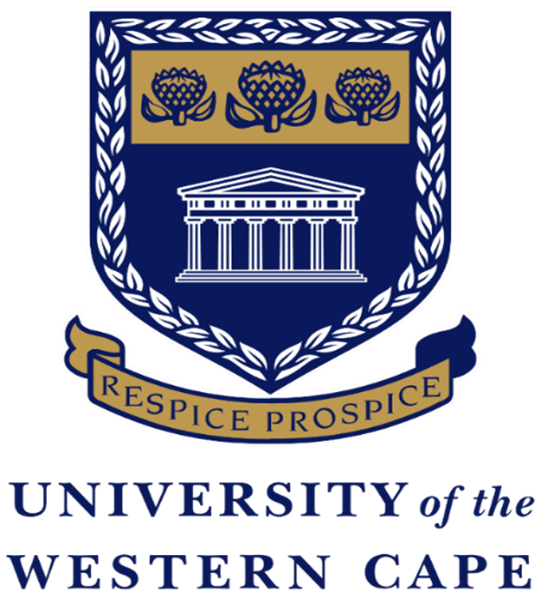 RESPICE PROSPICE
UNIVERSITY of the
WESTERN CAPE